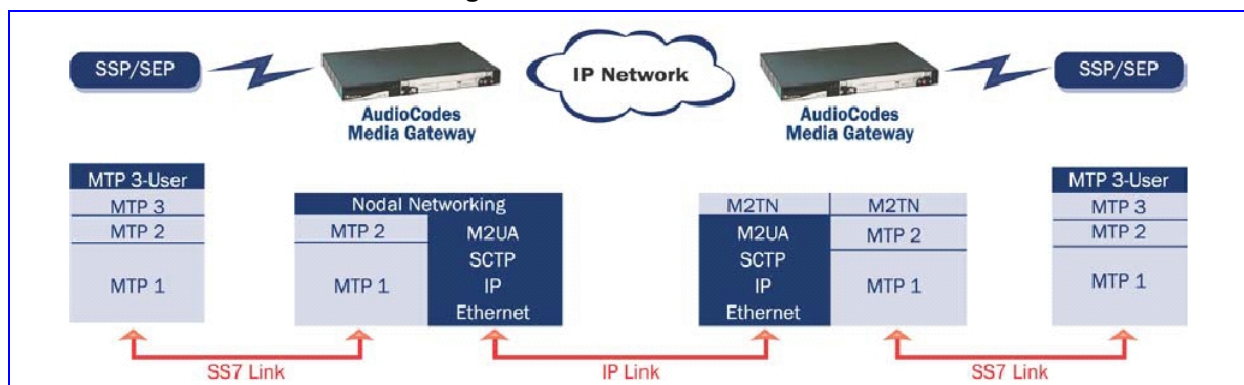 SSP/SEP
AudioCodes
Media Gateway
IP Network
AudioCodes
Media Gateway
SSP/SEP
MTP 3-User
MTP 3
MTP 2
MTP 1
Nodal Networking
MTP 2
MTP 1
M2UA
SCTP
IP
Ethernet
M2TN
M2UA
SCTP
IP
Ethernet
M2TN
MTP 2
MTP 1
MTP 3-User
MTP 3
MTP 2
MTP 1
SS7 Link
IP Link
SS7 Link